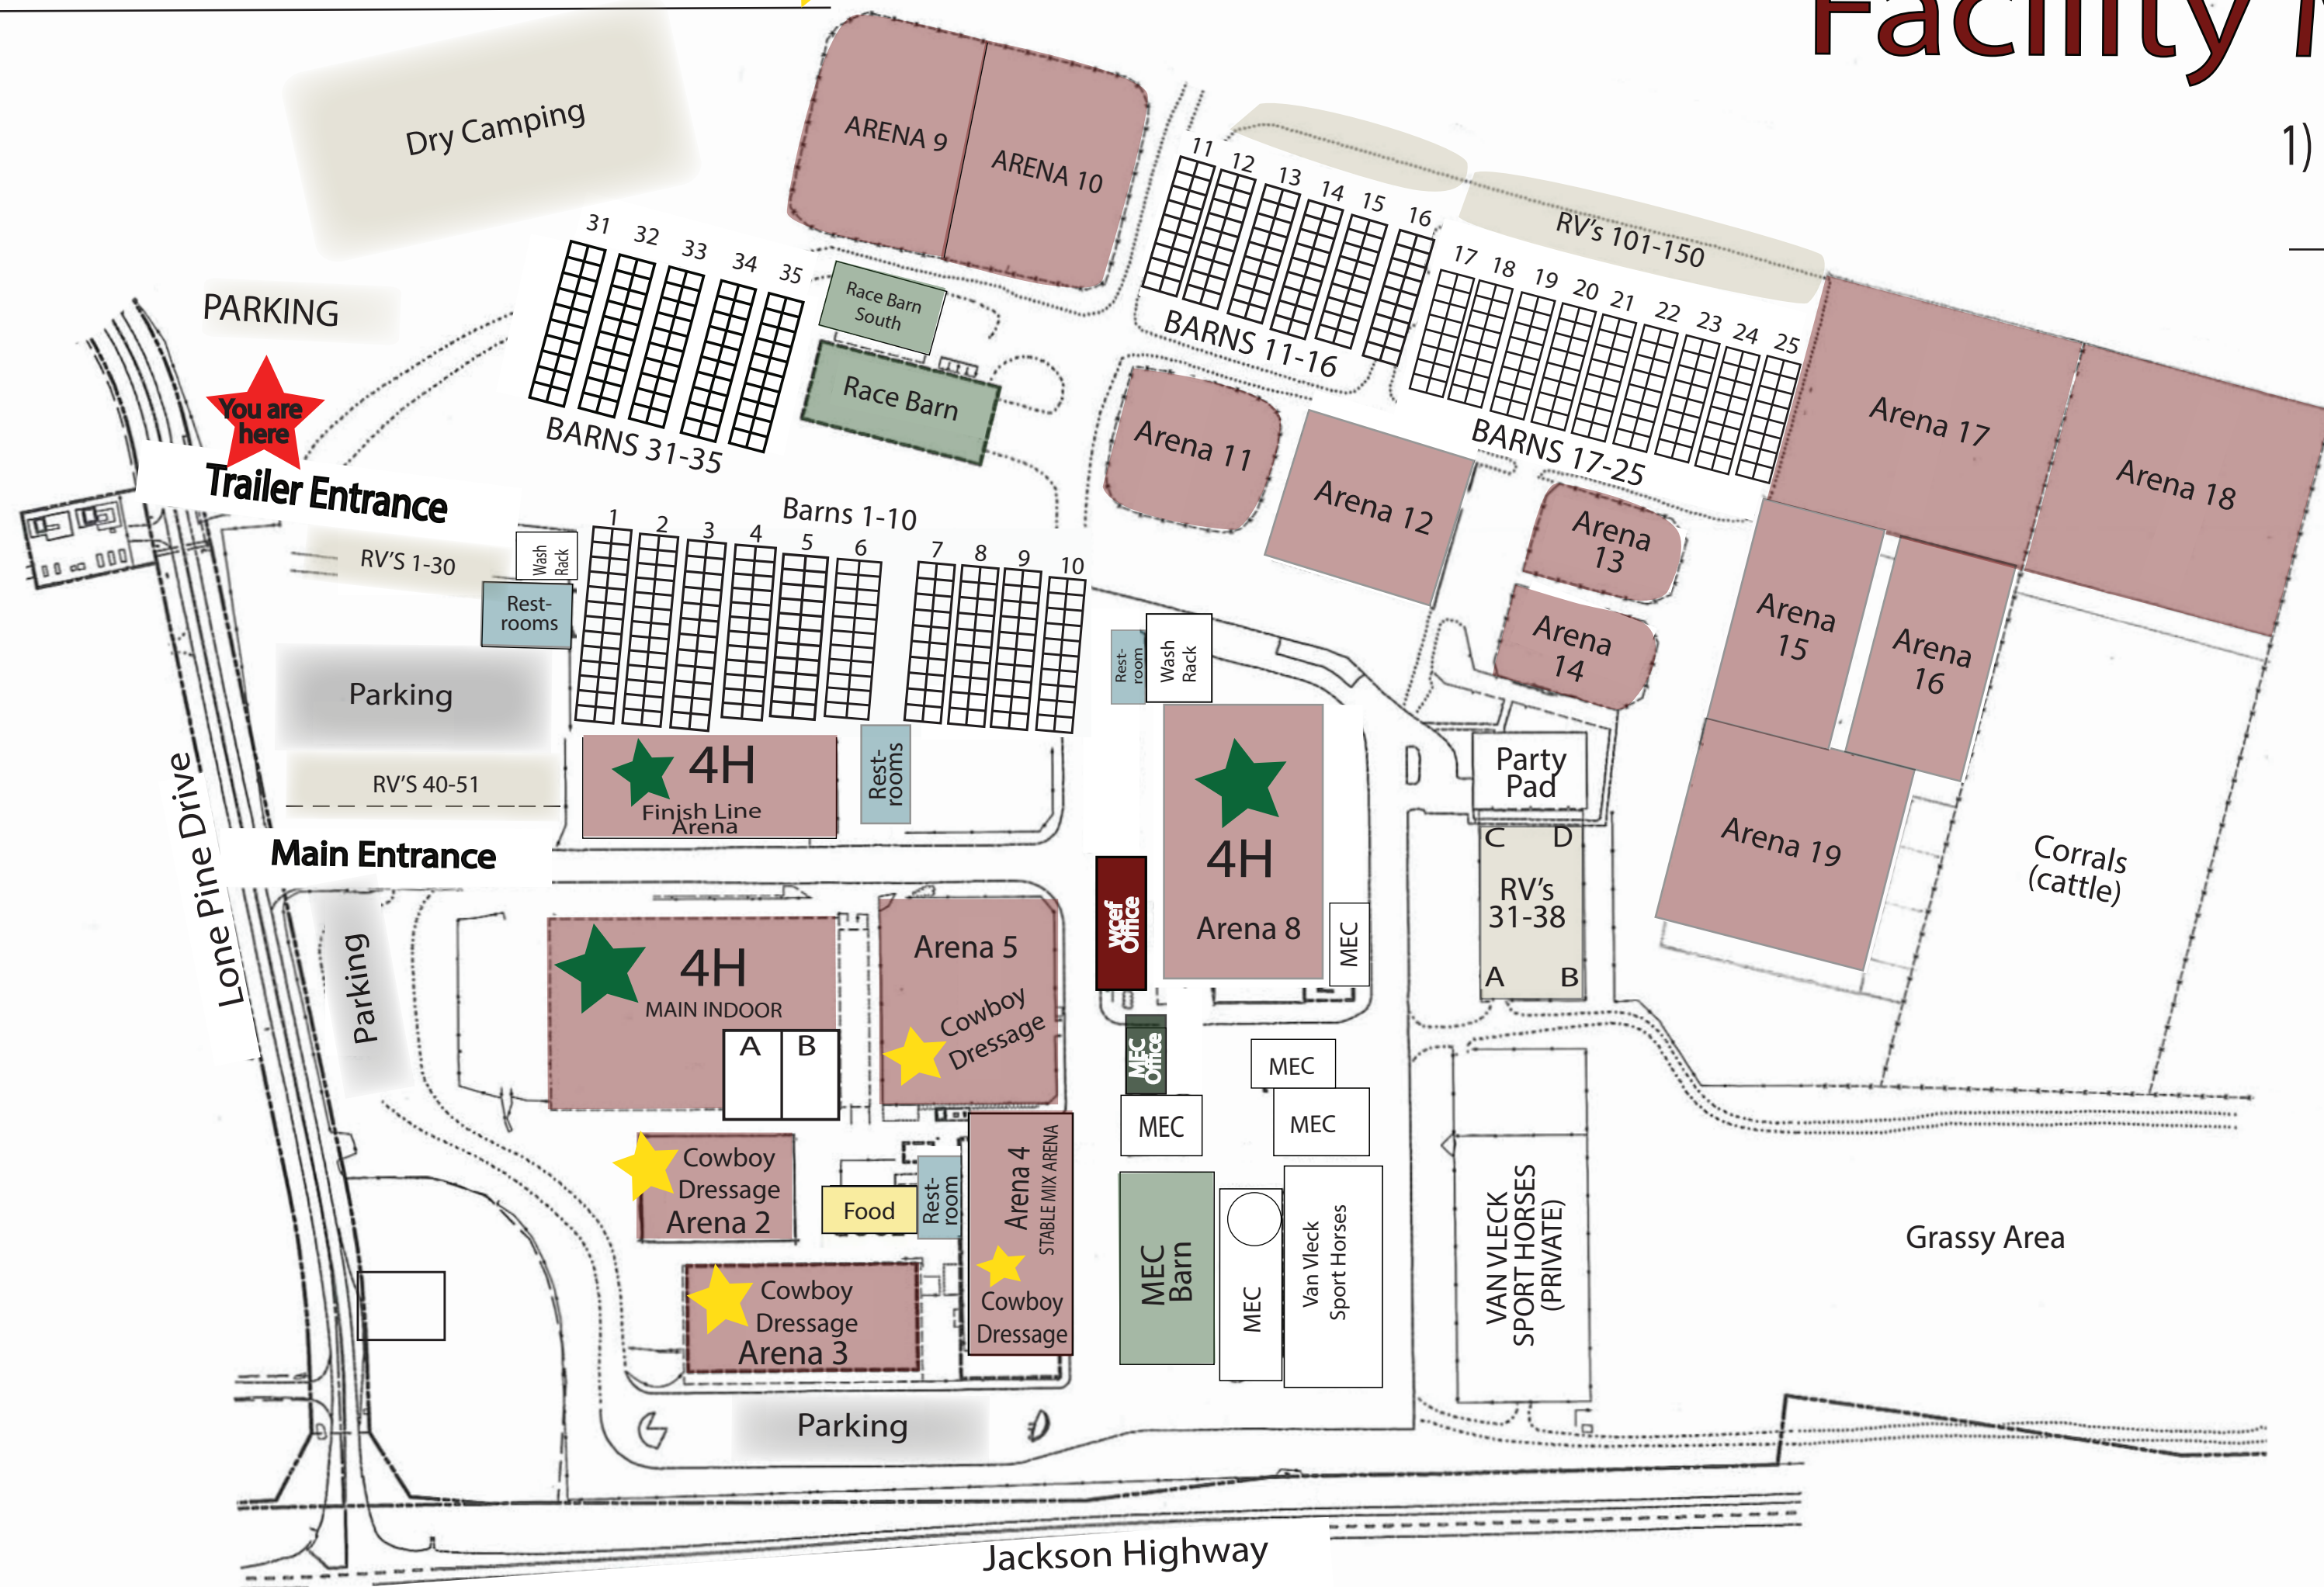 Facility
1)
Dry Camping
ARENA 9
ARENA 10
11
12
13
14
15
16
RV's 101-150
17
18
19
20
21
22
23
24
25
31
32
33
34
35
Race Barn
South
Race Barn
PARKING
You are
here
Trailer Entrance
BARNS 31-35
BARNS 11-16
BARNS 17-25
Arena 11
Arena 12
Arena
13
Arena
14
Arena 17
Arena 18
Arena
15
Arena
16
Arena 19
Corrals
(cattle)
Barns 1-10
1
2
3
4
5
6
7
8
9
10
RV'S 1-30
Wash
Rack
Rest-
rooms
Parking
RV'S 40-51
Main Entrance
Lone Pine Drive
4H
Finish Line
Arena
Rest-
rooms
Rest-
room
Wash
Rack
4H
Arena 8
MEC
wcef
Office
Party
Pad
C
D
RV's
31-38
A
B
Parking
4H
MAIN INDOOR
A
B
Arena 5
Cowboy
Dressage
MEC
Office
MEC
MEC
MEC
Cowboy
Dressage
Arena 2
Food
Rest-
room
Arena 4
STABLE MIX ARENA
Cowboy
Dressage
Cowboy
Dressage
Arena 3
MEC
Barn
MEC
Van Vleck
Sport Horses
VAN VLECK
SPORT HORSES
(PRIVATE)
Grassy Area
Parking
Jackson Highway